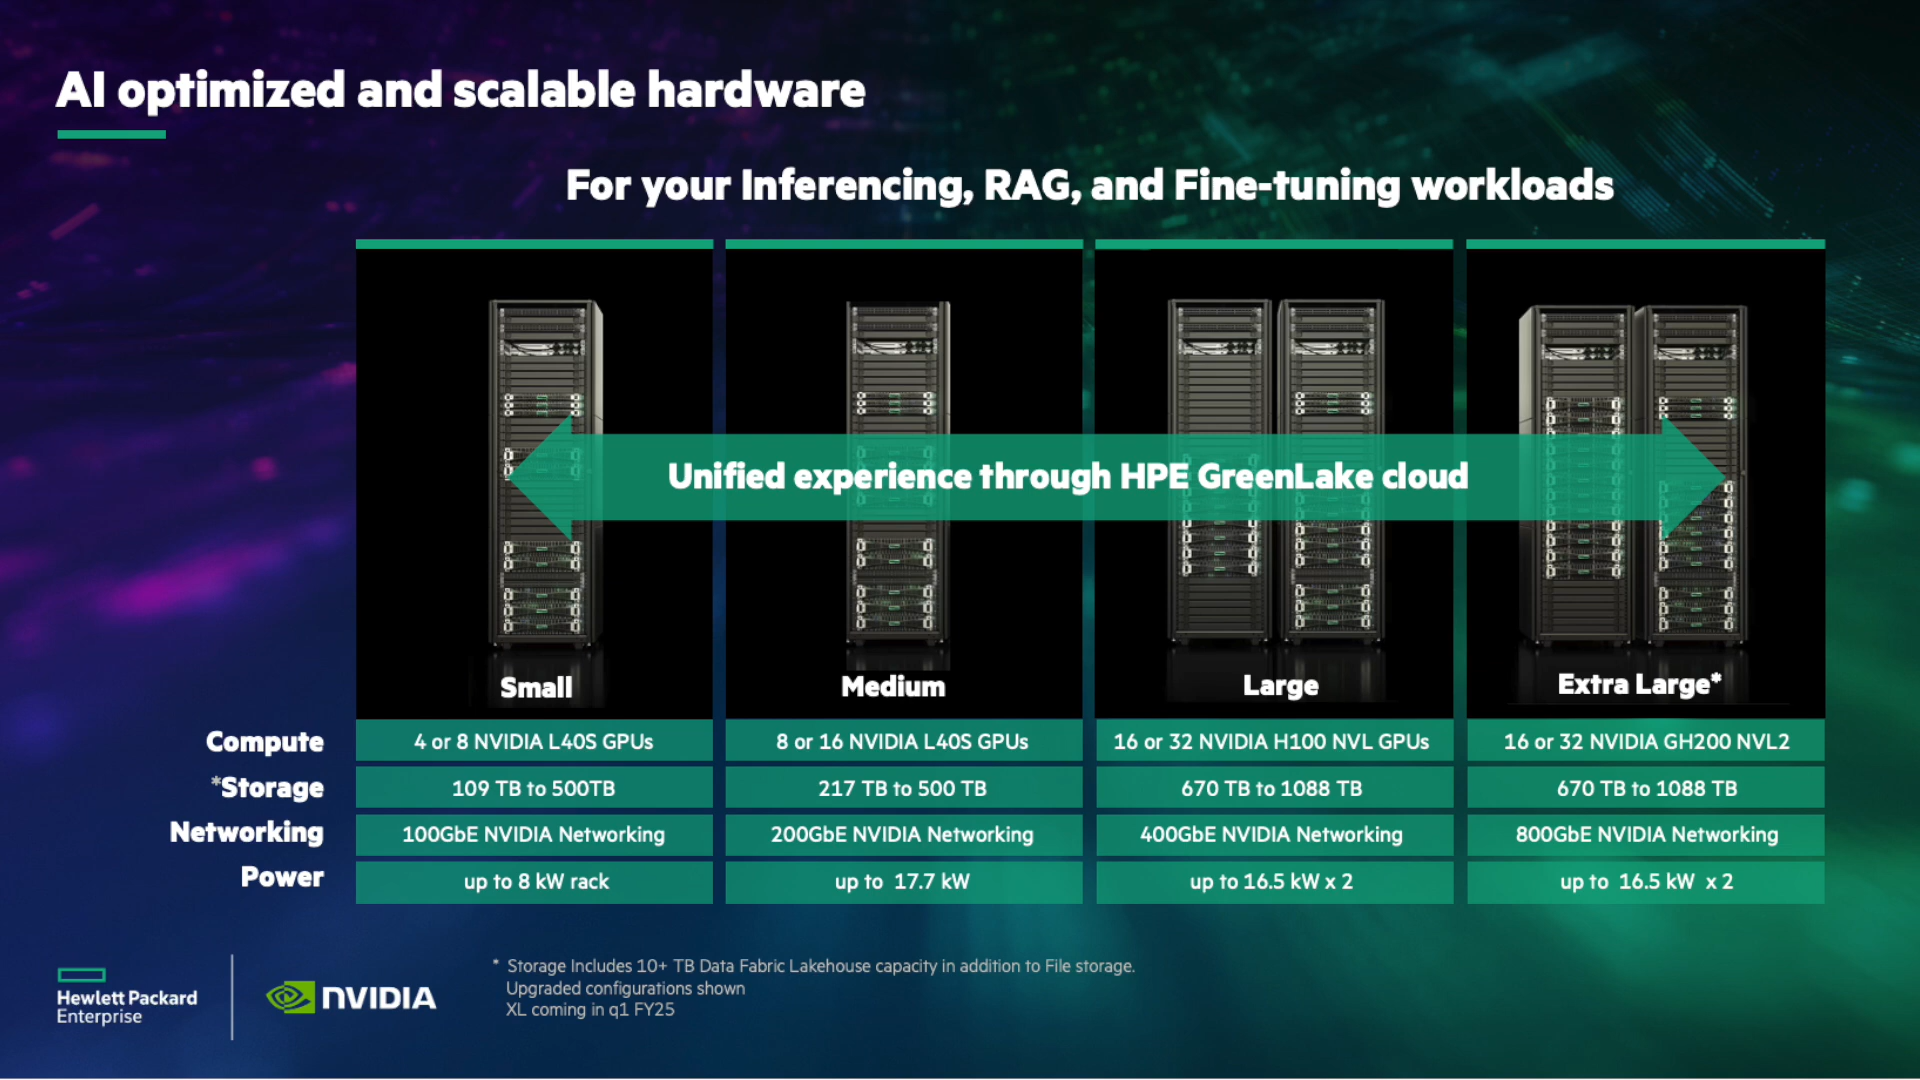 AI optimized and scalable hardware
For your Inferencing, RAG, and Fine-tuning workloads
Unified experience through HPE GreenLake cloud
Small
Medium
Large
Extra Large*
Compute
4 or 8 NVIDIA L40S GPUs
8 or 16 NVIDIA L40S GPUs
16 or 32 NVIDIA H100 NVL GPUs
16 or 32 NVIDIA GH200 NVL2
*Storage
109 TB to 500TB
217 TB to 500 TB
670 TB to 1088 TB
670 TB to 1088 TB
Networking
100GbE NVIDIA Networking
200GbE NVIDIA Networking
400GbE NVIDIA Networking
800GbE NVIDIA Networking
Power
up to 8 kW rack
up to 17.7 kW
up to 16.5 kW x 2
up to 16.5 kW x 2
Hewlett Packard
Enterprise
NVIDIA
* Storage Includes 10+ TB Data Fabric Lakehouse capacity in addition to File storage.
Upgraded configurations shown
XL coming in q1 FY25